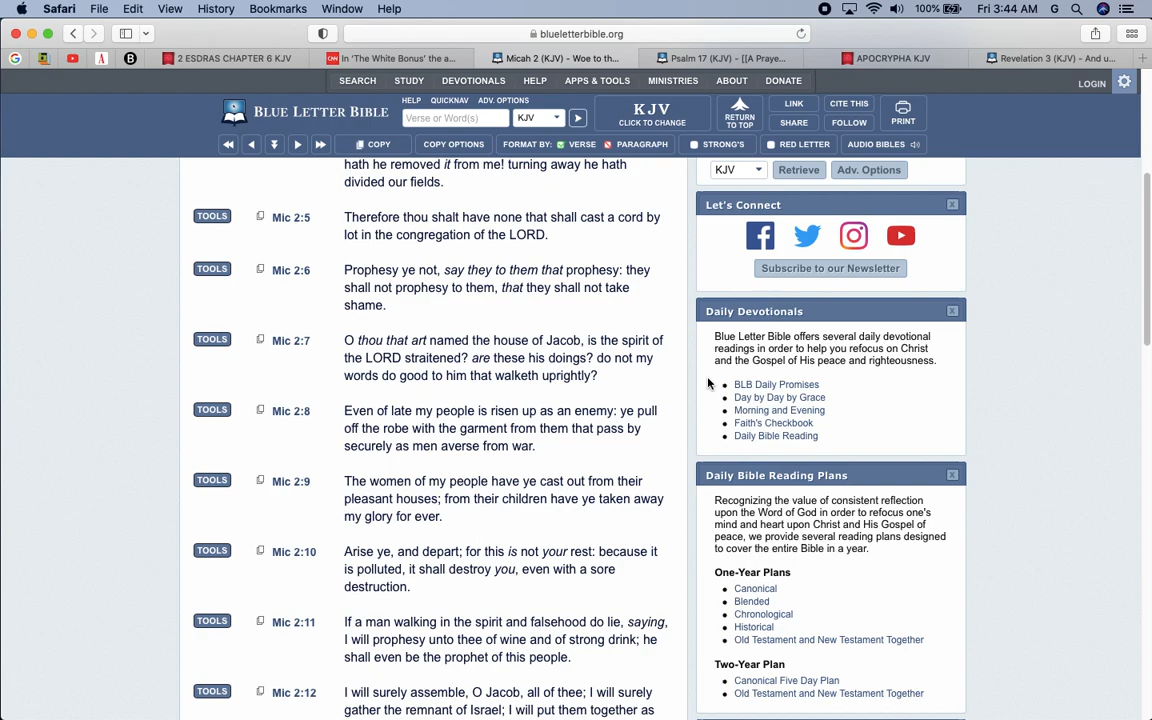 Safari File Edit View History Bookmarks Window Help 100% Fri 3:44 AM G
blueletterbible.org
2 ESDRAS CHAPTER 6 KJV In 'The White Bonus' the a... Micah 2 (KJV) - Woe to th... Psalm 17 (KJV) - [[A Praye... APOCRYPHA KJV Revelation 3 (KJV) - And u...
SEARCH STUDY DEVOTIONALS HELP APPS & TOOLS MINISTRIES ABOUT DONATE LOGIN
BLUE LETTER BIBLE
HELP QUICKNAV ADV. OPTIONS
Verse or Word(s) KJV
KJV
CLICK TO CHANGE
RETURN
TO TOP
LINK CITE THIS
SHARE FOLLOW
PRINT
COPY COPY OPTIONS FORMAT BY: VERSE PARAGRAPH STRONG'S RED LETTER AUDIO BIBLES
hath he removed it from me! turning away he hath
divided our fields.
TOOLS Mic 2:5 Therefore thou shalt have none that shall cast a cord by
lot in the congregation of the LORD.
TOOLS Mic 2:6 Prophesy ye not, say they to them that prophesy: they
shall not prophesy to them, that they shall not take
shame.
TOOLS Mic 2:7 O thou that art named the house of Jacob, is the spirit of
the LORD straitened? are these his doings? do not my
words do good to him that walketh uprightly?
TOOLS Mic 2:8 Even of late my people is risen up as an enemy: ye pull
off the robe with the garment from them that pass by
securely as men averse from war.
TOOLS Mic 2:9 The women of my people have ye cast out from their
pleasant houses; from their children have ye taken away
my glory for ever.
TOOLS Mic 2:10 Arise ye, and depart; for this is not your rest: because it
is polluted, it shall destroy you, even with a sore
destruction.
TOOLS Mic 2:11 If a man walking in the spirit and falsehood do lie, saying,
I will prophesy unto thee of wine and of strong drink; he
shall even be the prophet of this people.
TOOLS Mic 2:12 I will surely assemble, O Jacob, all of thee; I will surely
gather the remnant of Israel; I will put them together as
KJV Retrieve Adv. Options
Let's Connect
Subscribe to our Newsletter
Daily Devotionals
Blue Letter Bible offers several daily devotional
readings in order to help you refocus on Christ
and the Gospel of His peace and righteousness.
BLB Daily Promises
Day by Day by Grace
Morning and Evening
Faith's Checkbook
Daily Bible Reading
Daily Bible Reading Plans
Recognizing the value of consistent reflection
upon the Word of God in order to refocus one's
mind and heart upon Christ and His Gospel of
peace, we provide several reading plans designed
to cover the entire Bible in a year.
One-Year Plans
Canonical
Blended
Chronological
Historical
Old Testament and New Testament Together
Two-Year Plan
Canonical Five Day Plan
Old Testament and New Testament Together